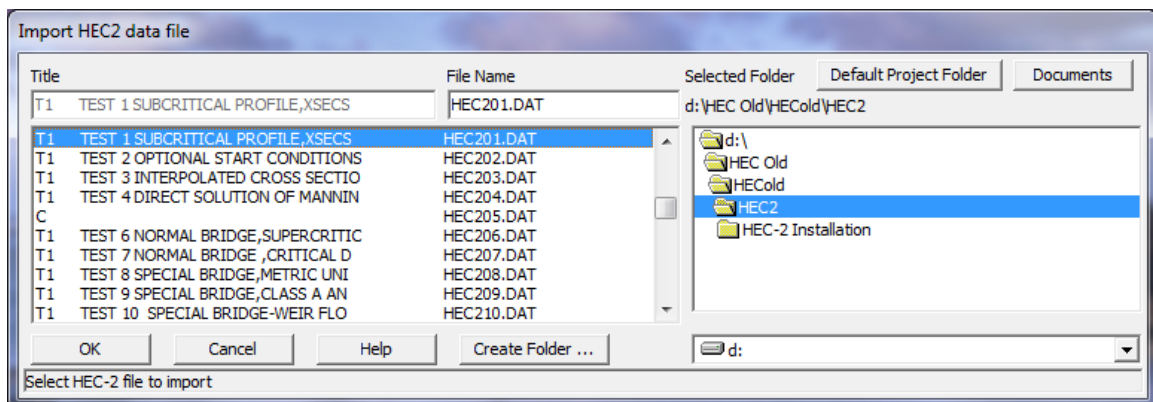 Import HEC2 data file
Title File Name Selected Folder Default Project Folder Documents
T1 TEST 1 SUBCRITICAL PROFILE,XSECS HEC201.DAT d:\HEC Old\HECold\HEC2
T1 TEST 1 SUBCRITICAL PROFILE,XSECS HEC201.DAT
T1 TEST 2 OPTIONAL START CONDITIONS HEC202.DAT
T1 TEST 3 INTERPOLATED CROSS SECTIO HEC203.DAT
T1 TEST 4 DIRECT SOLUTION OF MANNIN HEC204.DAT
C HEC205.DAT
T1 TEST 6 NORMAL BRIDGE,SUPERCRITIC HEC206.DAT
T1 TEST 7 NORMAL BRIDGE ,CRITICAL D HEC207.DAT
T1 TEST 8 SPECIAL BRIDGE,METRIC UNI HEC208.DAT
T1 TEST 9 SPECIAL BRIDGE,CLASS A AN HEC209.DAT
T1 TEST 10 SPECIAL BRIDGE-WEIR FLO HEC210.DAT
d:\
HEC Old
HECold
HEC2
HEC-2 Installation
OK Cancel Help Create Folder ... d:
Select HEC-2 file to import